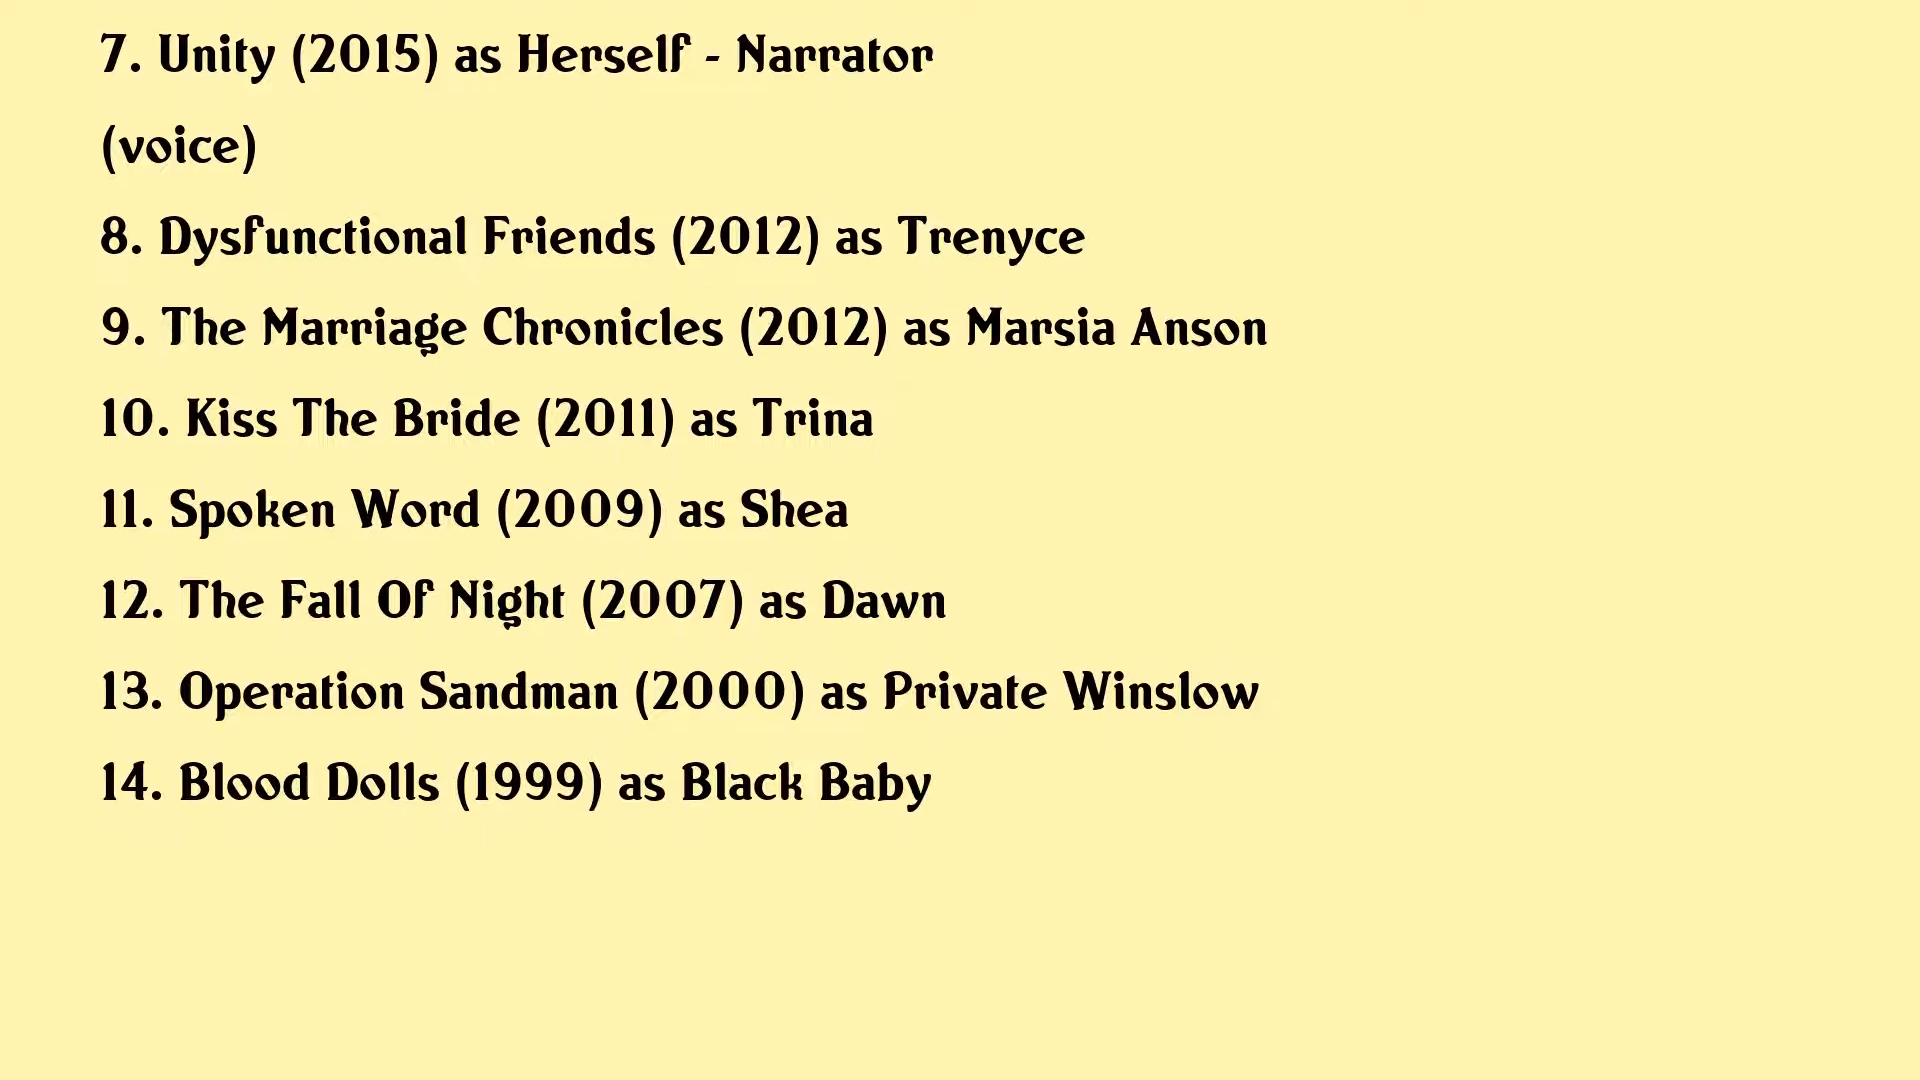 7. Unity (2015) as Herself - Narrator
(voice)
8. Dysfunctional Friends (2012) as Trenyce
9. The Marriage Chronicles (2012) as Marsia Anson
10. Kiss The Bride (2011) as Trina
11. Spoken Word (2009) as Shea
12. The Fall Of Night (2007) as Dawn
13. Operation Sandman (2000) as Private Winslow
14. Blood Dolls (1999) as Black Baby